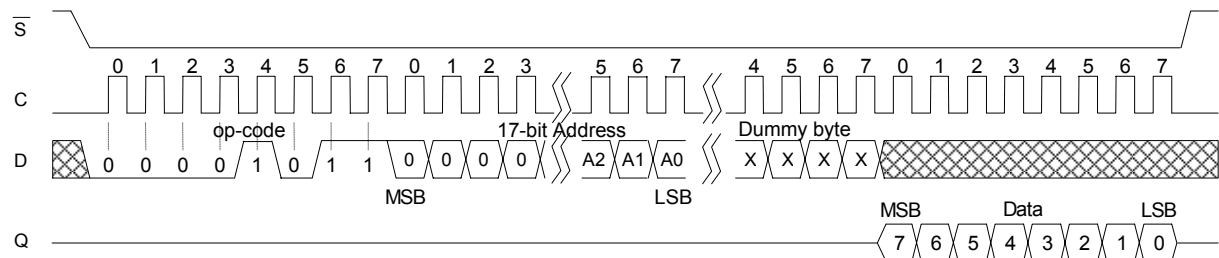 S
0 1 2 3 4 5 6 7 0 1 2 3 5 6 7 4 5 6 7 0 1 2 3 4 5 6 7
C
op-code 17-bit Address Dummy byte
D 0 0 0 0 1 0 1 1 0 0 0 0 A2 A1 A0 X X X X
MSB LSB MSB Data LSB
Q 7 6 5 4 3 2 1 0